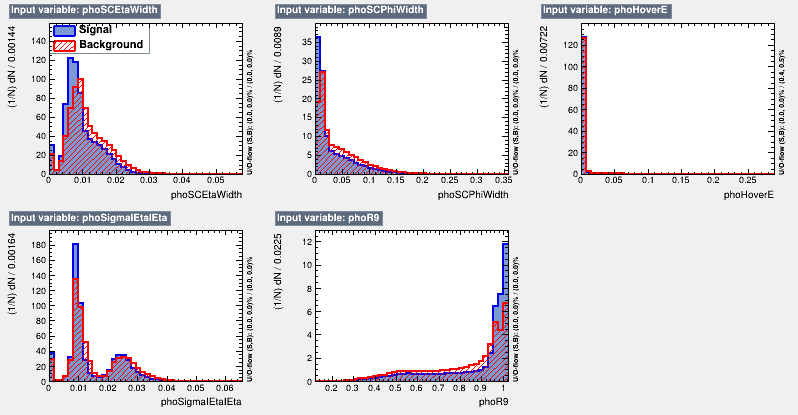 Input variable: phoSCEtaWidth
(1/N) dN / 0.00144
140
120
100
80
60
40
20
0
Signal
Background
0 0.01 0.02 0.03 0.04 0.05
phoSCEtaWidth
U/O-flow (S,B): (0.0, 0.0)% / (0.0, 0.0)%
Input variable: phoSCPhiWidth
(1/N) dN / 0.0089
35
30
25
20
15
10
5
0
0 0.05 0.1 0.15 0.2 0.25 0.3 0.35
phoSCPhiWidth
U/O-flow (S,B): (0.0, 0.0)% / (0.0, 0.0)%
Input variable: phoHoverE
(1/N) dN / 0.00722
120
100
80
60
40
20
0
0 0.05 0.1 0.15 0.2 0.25
phoHoverE
U/O-flow (S,B): (0.0, 0.0)% / (0.4, 0.5)%
Input variable: phoSigmaIEtaIEta
(1/N) dN / 0.00164
180
160
140
120
100
80
60
40
20
0
0 0.01 0.02 0.03 0.04 0.05 0.06
phoSigmaIEtaIEta
U/O-flow (S,B): (0.0, 0.0)% / (0.0, 0.0)%
Input variable: phoR9
(1/N) dN / 0.0225
12
10
8
6
4
2
0
0.2 0.3 0.4 0.5 0.6 0.7 0.8 0.9 1
phoR9
U/O-flow (S,B): (0.0, 0.0)% / (0.0, 0.0)%